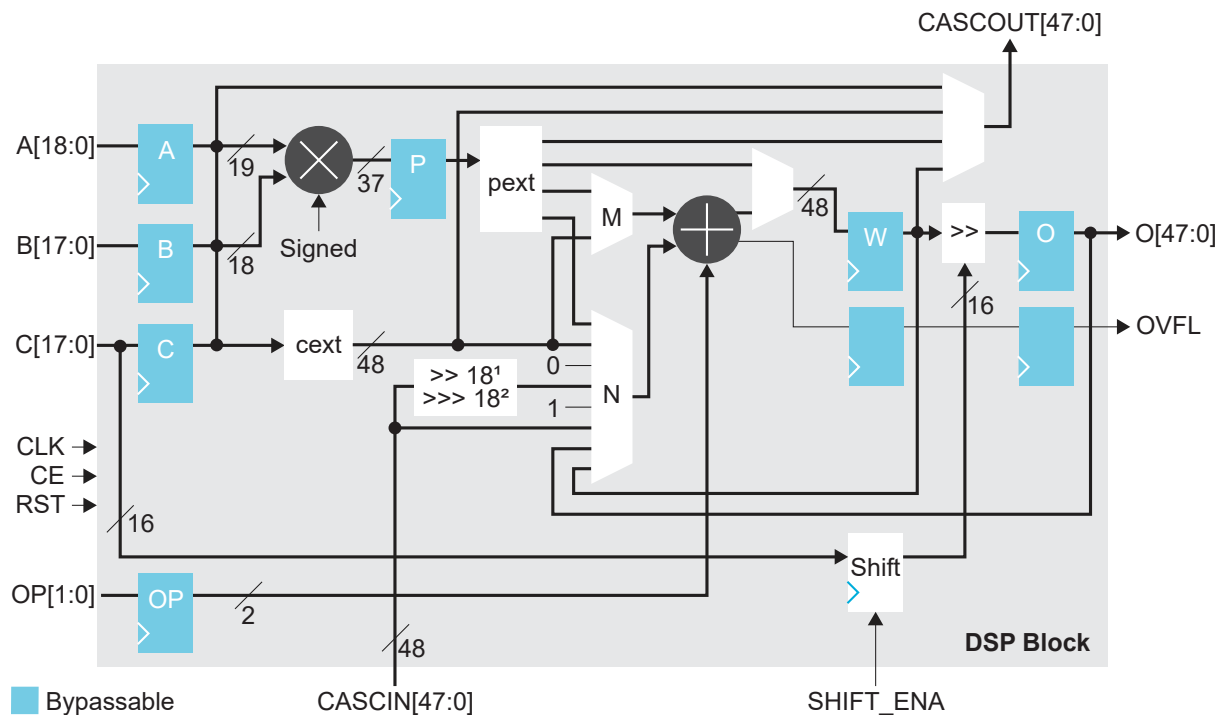 CASCOUT[47:0]
A[18:0]
A
19
37
P
pext
48
M
B[17:0]
B
18
Signed
W
>>
O
O[47:0]
16
C[17:0]
C
cext
48
0
>> 18¹
>>> 18²
1
N
OVFL
CLK
CE
RST
16
OP[1:0]
OP
2
48
Shift
DSP Block
Bypassable
CASCIN[47:0]
SHIFT_ENA